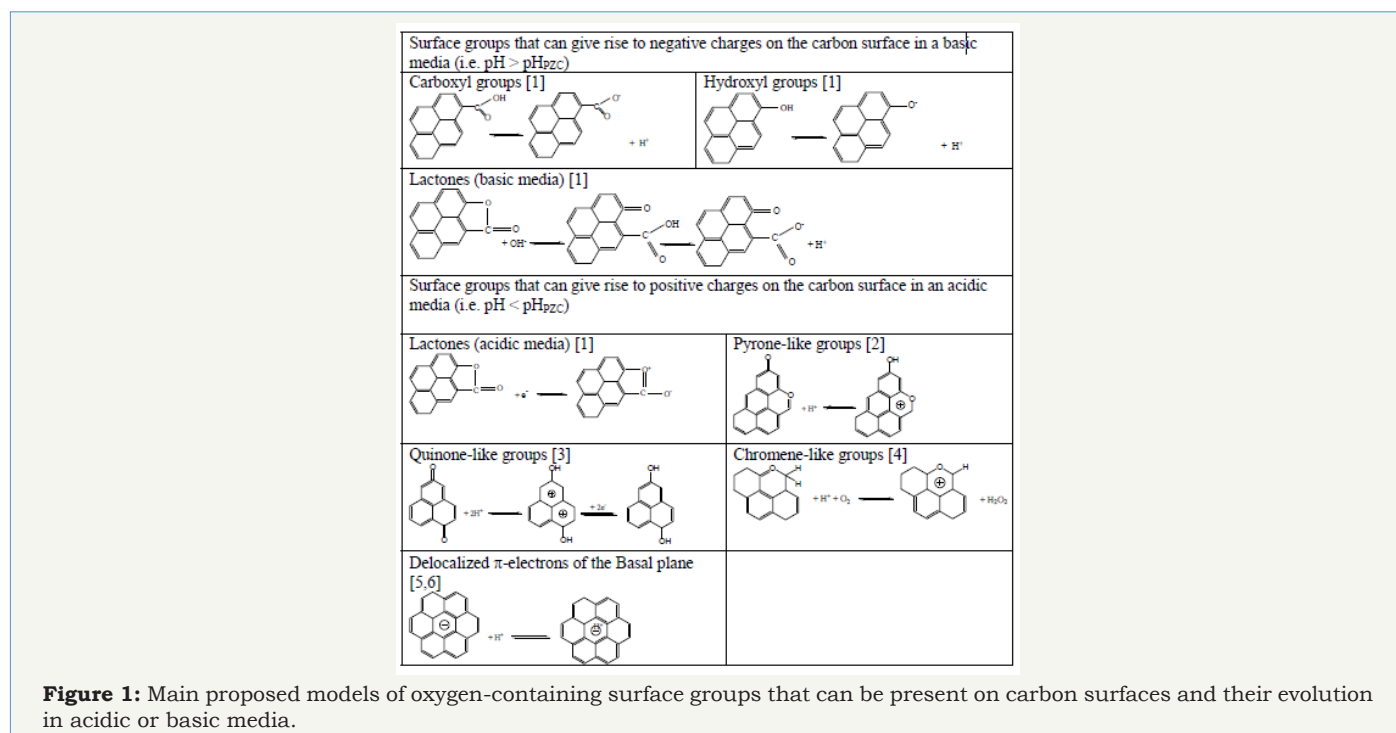 Surface groups that can give rise to negative charges on the carbon surface in a basic
media (i.e. pH > pHPZC)
Carboxyl groups [1]
OH
C
O
O-
C
O
+ H+
Hydroxyl groups [1]
OH
O-
+ H+
Lactones (basic media) [1]
O
C
O
+ OH-
O
OH
C
O
O
O-
C
O
+ H+
Surface groups that can give rise to positive charges on the carbon surface in an acidic
media (i.e. pH < pHPZC)
Lactones (acidic media) [1]
O
C
O
+ e-
O+
C
O-
Pyrone-like groups [2]
O
O
+ H+
OH
O
⊕
Quinone-like groups [3]
O
O
+ 2H+
OH
⊕
⊕
OH
+ 2e-
OH
OH
Chromene-like groups [4]
O
H
H
+ H+ + O2
O
H
⊕
+ H2O2
Delocalized π-electrons of the Basal plane
[5,6]
⊖
+ H+
H+
⊖
Figure 1: Main proposed models of oxygen-containing surface groups that can be present on carbon surfaces and their evolution
in acidic or basic media.